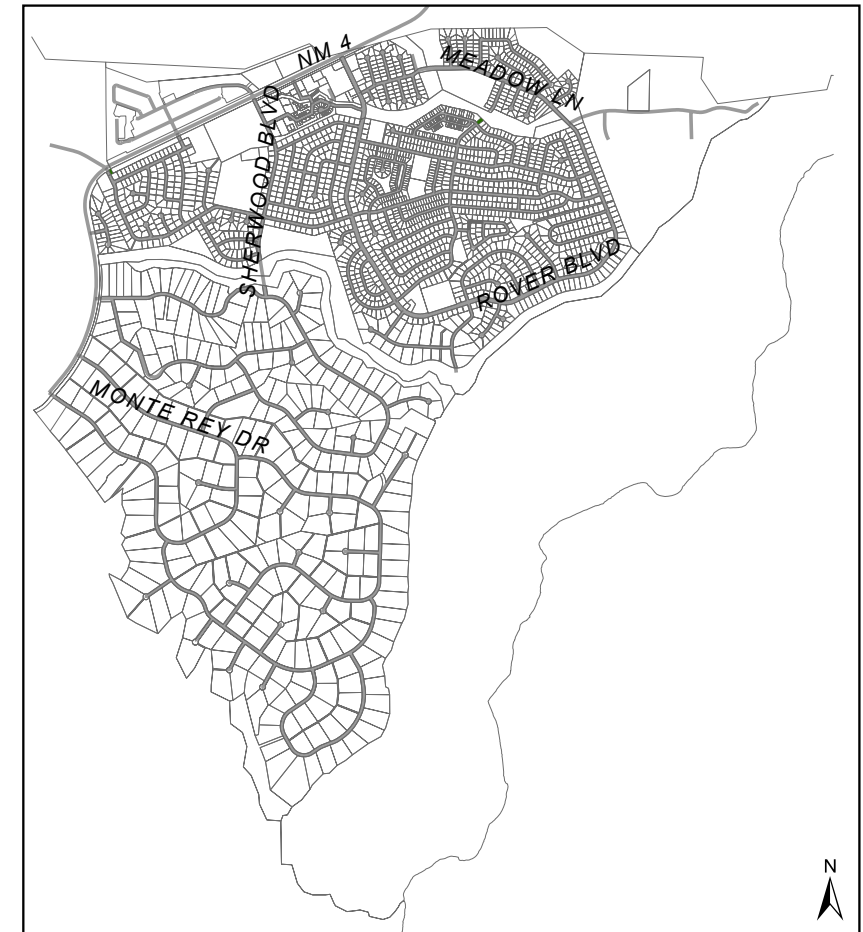 NM 4
MEADOW LN
SHERWOOD BLVD
ROVER BLVD
MONTE REY DR
N